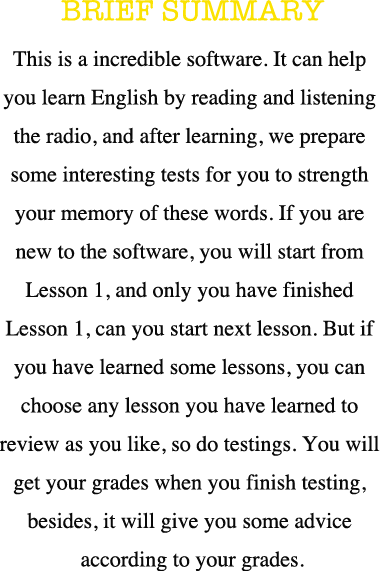 BRIEF SUMMARY
This is a incredible software. It can help
you learn English by reading and listening
the radio, and after learning, we prepare
some interesting tests for you to strength
your memory of these words. If you are
new to the software, you will start from
Lesson 1, and only you have finished
Lesson 1, can you start next lesson. But if
you have learned some lessons, you can
choose any lesson you have learned to
review as you like, so do testings. You will
get your grades when you finish testing,
besides, it will give you some advice
according to your grades.